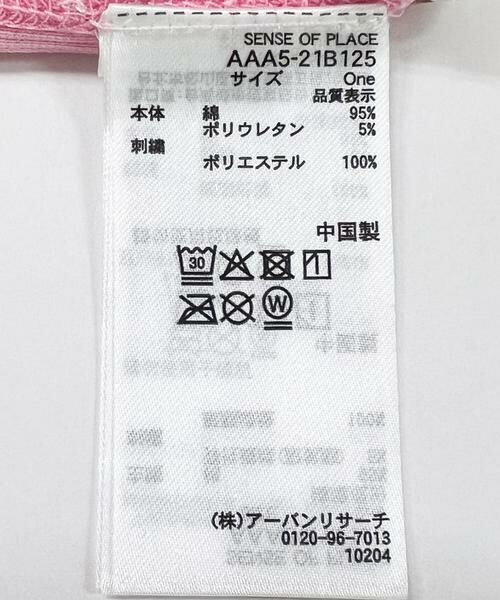 SENSE OF PLACE
AAA5-21B125
サイズ One
品質表示
本体 綿 95%
ポリウレタン 5%
刺繍
ポリエステル 100%
中国製
30
W
(株)アーバンリサーチ
0120-96-7013
10204